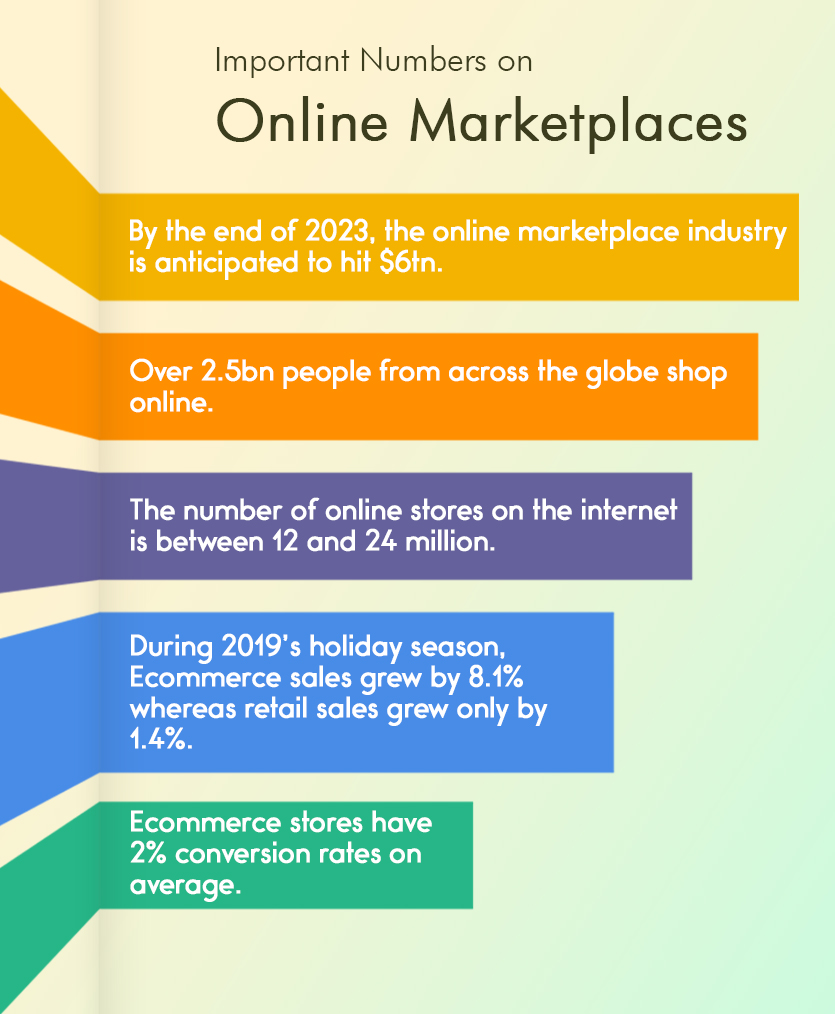 Important Numbers on
Online Marketplaces
By the end of 2023, the online marketplace industry
is anticipated to hit $6tn.
Over 2.5bn people from across the globe shop
online.
The number of online stores on the internet
is between 12 and 24 million.
During 2019's holiday season,
Ecommerce sales grew by 8.1%
whereas retail sales grew only by
1.4%.
Ecommerce stores have
2% conversion rates on
average.